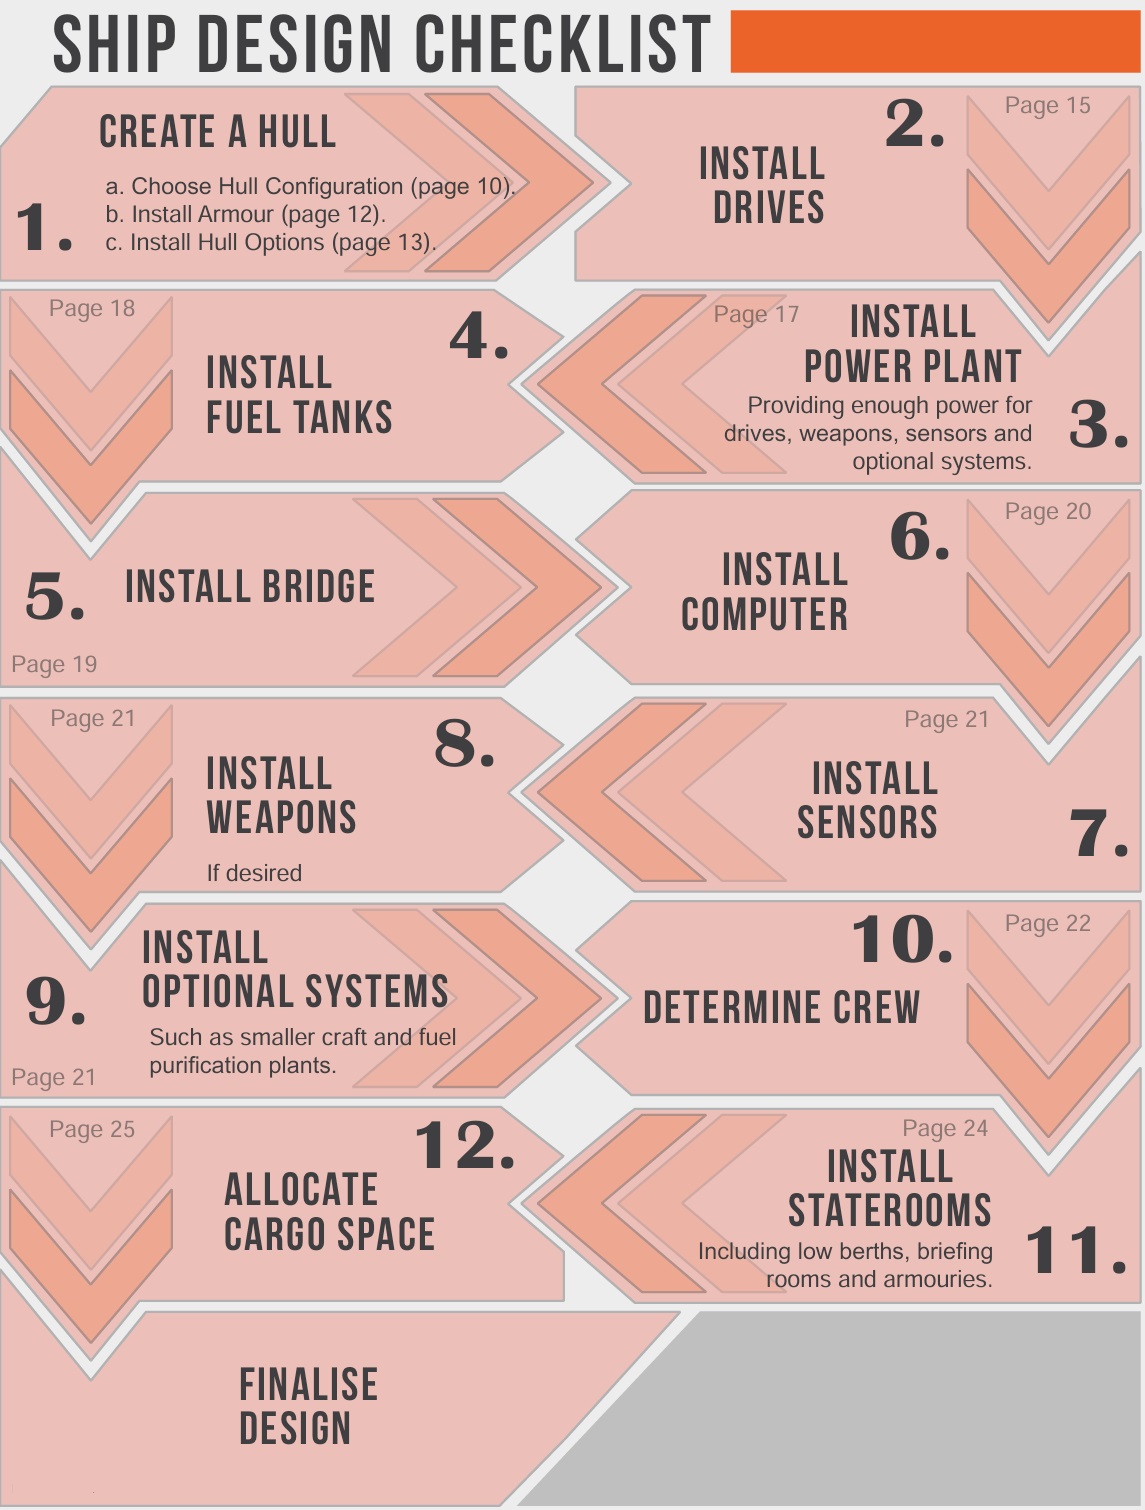 SHIP DESIGN CHECKLIST
1.
CREATE A HULL
a. Choose Hull Configuration (page 10).
b. Install Armour (page 12).
c. Install Hull Options (page 13).
2.
Page 15
INSTALL
DRIVES
3.
Page 17
INSTALL
POWER PLANT
Providing enough power for
drives, weapons, sensors and
optional systems.
4.
Page 18
INSTALL
FUEL TANKS
5.
INSTALL BRIDGE
Page 19
6.
Page 20
INSTALL
COMPUTER
7.
Page 21
INSTALL
SENSORS
8.
Page 21
INSTALL
WEAPONS
If desired
9.
INSTALL
OPTIONAL SYSTEMS
Such as smaller craft and fuel
purification plants.
Page 21
10.
Page 22
DETERMINE CREW
11.
Page 24
INSTALL
STATEROOMS
Including low berths, briefing
rooms and armouries.
12.
Page 25
ALLOCATE
CARGO SPACE
FINALISE
DESIGN